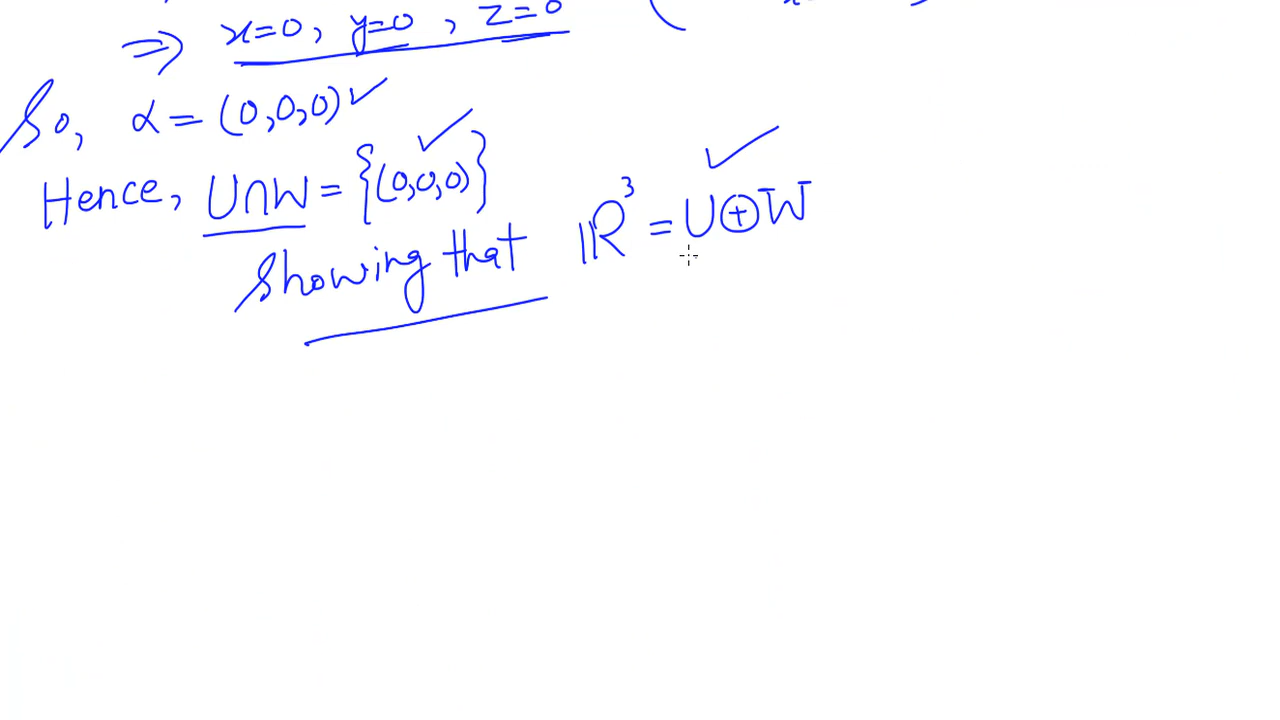 ⇒ x=0, y=0, z=0 (
So, α = (0,0,0) ✓
Hence, U∩W = {(0,0,0)} ✓
Showing that ℝ³ = U⊕W ✓